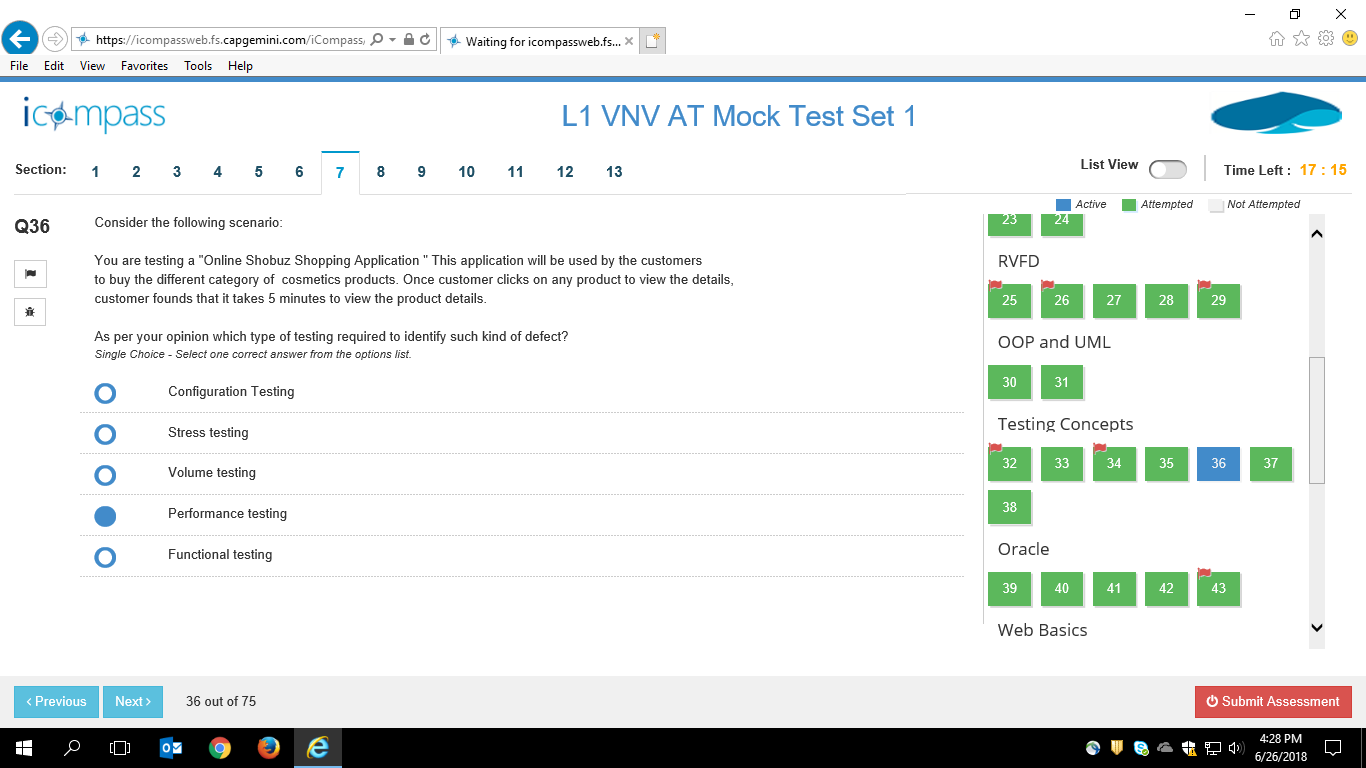 https://icompassweb.fs.capgemini.com/iCompass/
Waiting for icompassweb.fs...
File Edit View Favorites Tools Help
icompass
L1 VNV AT Mock Test Set 1
Section: 1 2 3 4 5 6 7 8 9 10 11 12 13
List View
Time Left : 17 : 15
Active Attempted Not Attempted
Q36
Consider the following scenario:
You are testing a "Online Shobuz Shopping Application " This application will be used by the customers
to buy the different category of cosmetics products. Once customer clicks on any product to view the details,
customer founds that it takes 5 minutes to view the product details.
As per your opinion which type of testing required to identify such kind of defect?
Single Choice - Select one correct answer from the options list.
Configuration Testing
Stress testing
Volume testing
Performance testing
Functional testing
23 24
RVFD
25 26 27 28 29
OOP and UML
30 31
Testing Concepts
32 33 34 35 36 37
38
Oracle
39 40 41 42 43
Web Basics
‹ Previous
Next ›
36 out of 75
Submit Assessment
4:28 PM
6/26/2018